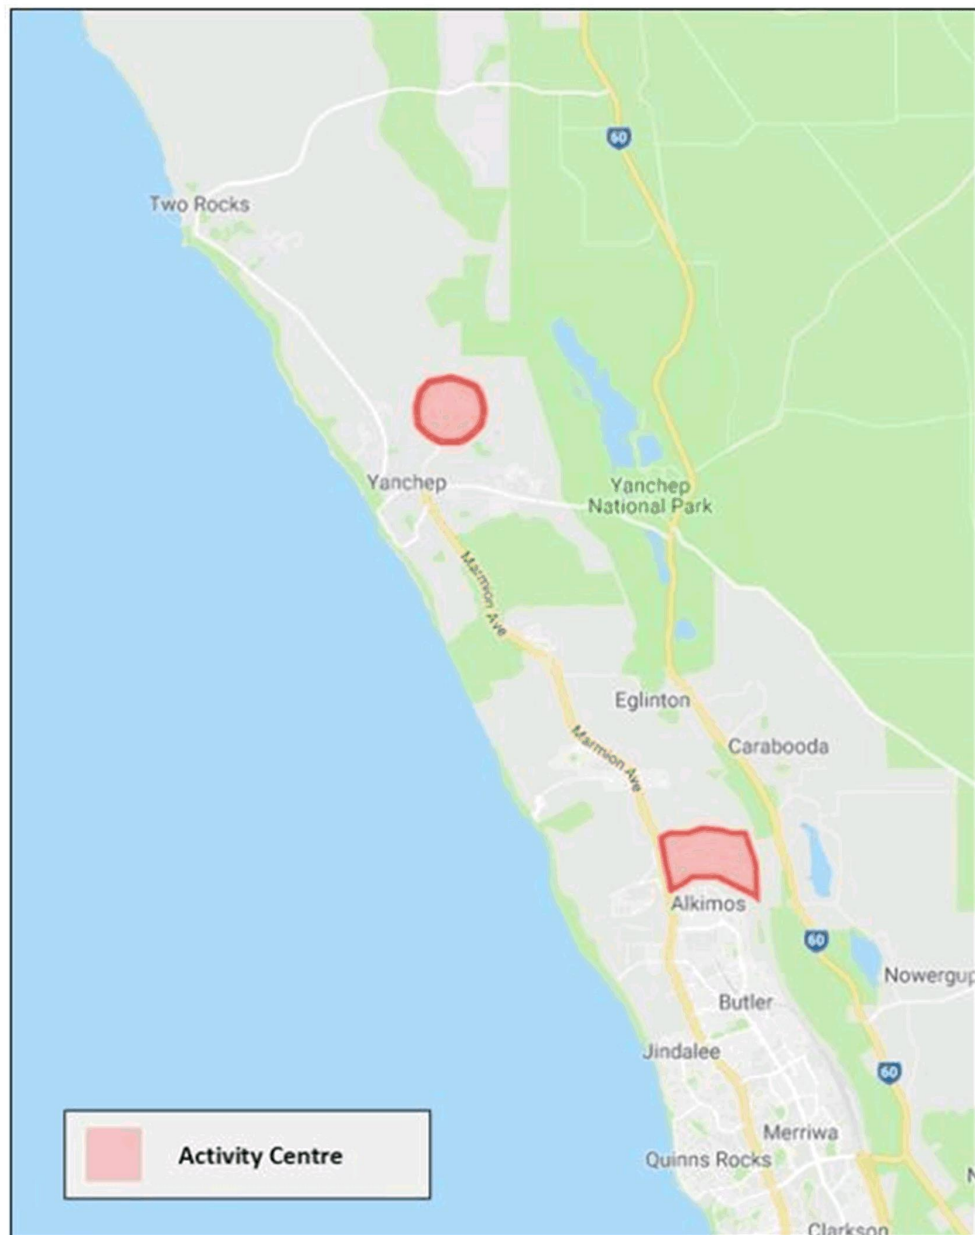 60
Two Rocks
Yanchep
Yanchep
National Park
Marmion Ave
Eglinton
Carabooda
Marmion Ave
Alkimos
60
Nowergup
Butler
Jindalee
60
Activity Centre
Merriwa
Quinns Rocks
N
Clarkson